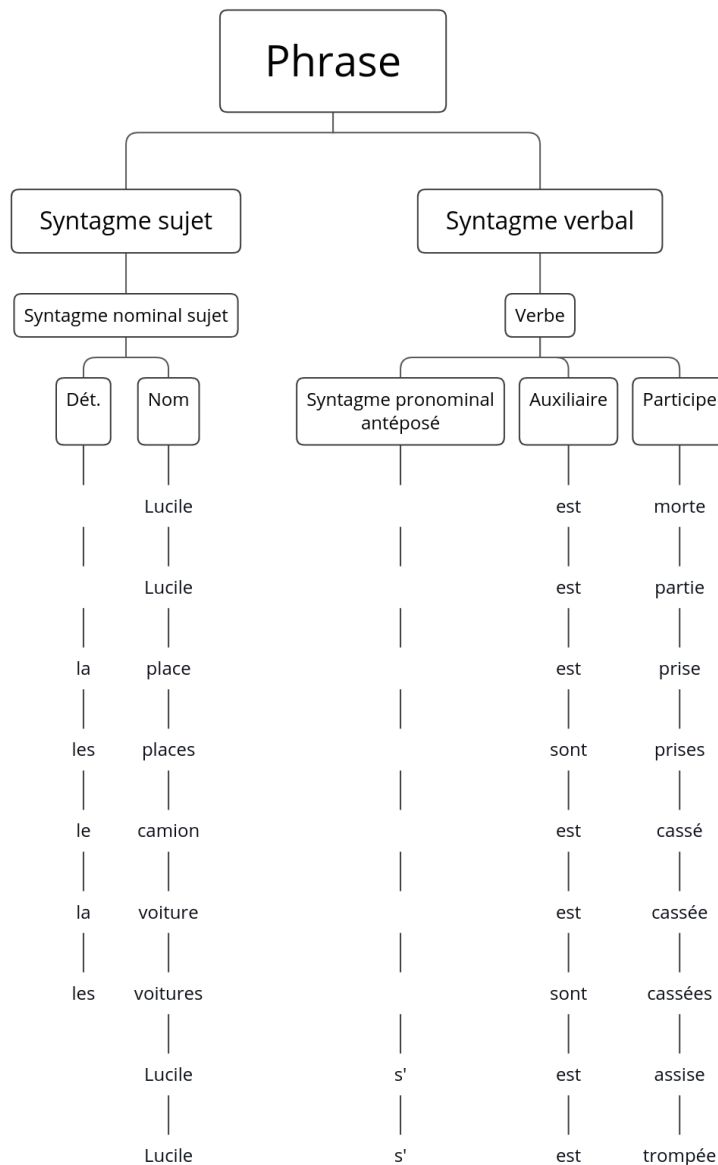 Phrase
Syntagme sujet Syntagme verbal
Syntagme nominal sujet Verbe
Dét. Nom Syntagme pronominal antéposé Auxiliaire Participe
Lucile est morte
Lucile est partie
la place est prise
les places sont prises
le camion est cassé
la voiture est cassée
les voitures sont cassées
Lucile s' est assise
Lucile s' est trompée